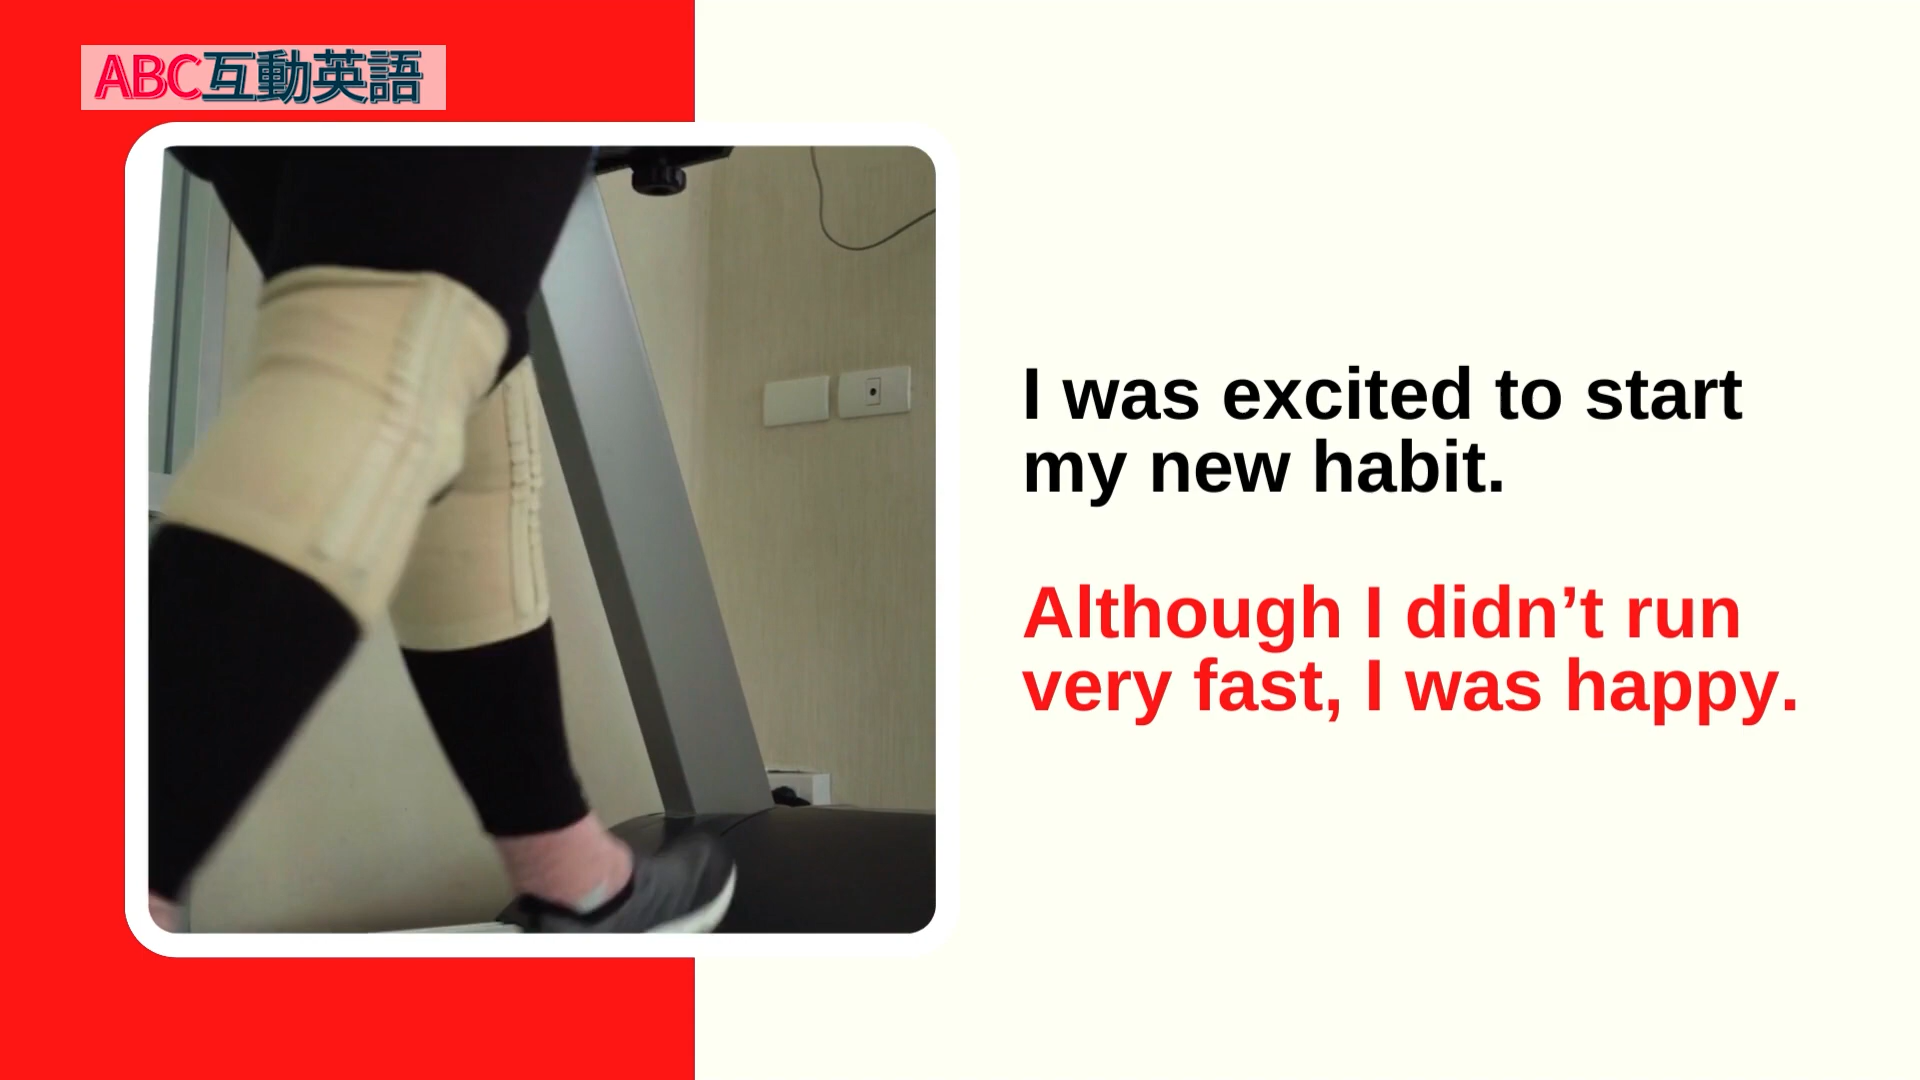 ABC互動英語
I was excited to start
my new habit.
Although I didn’t run
very fast, I was happy.